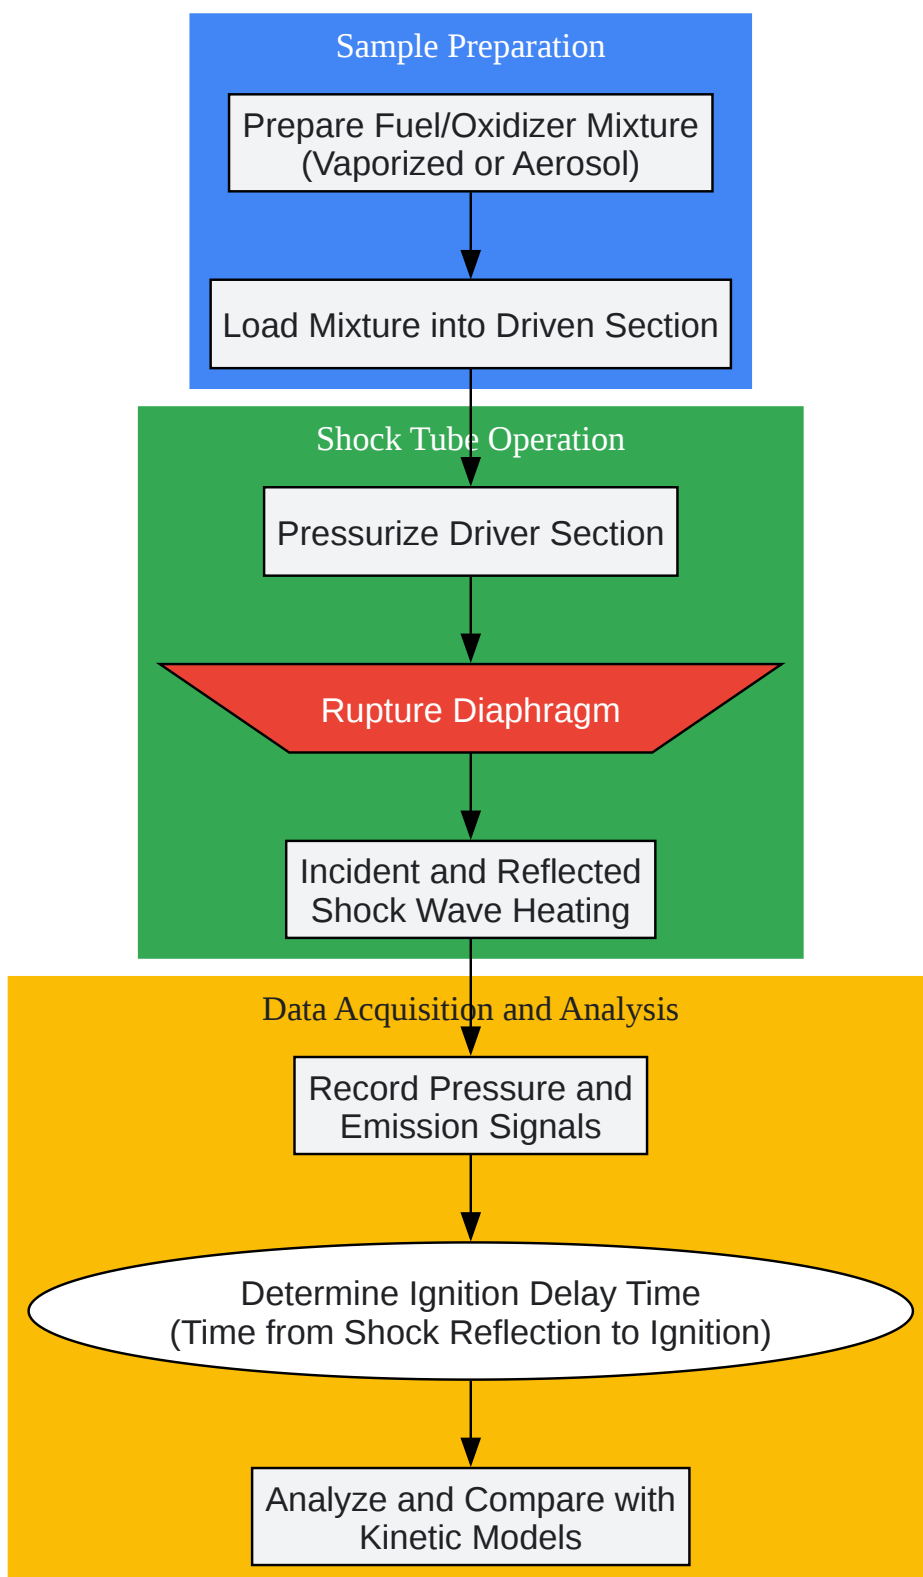 Sample Preparation
Prepare Fuel/Oxidizer Mixture
(Vaporized or Aerosol)
Load Mixture into Driven Section
Shock Tube Operation
Pressurize Driver Section
Rupture Diaphragm
Incident and Reflected
Shock Wave Heating
Data Acquisition and Analysis
Record Pressure and
Emission Signals
Determine Ignition Delay Time
(Time from Shock Reflection to Ignition)
Analyze and Compare with
Kinetic Models